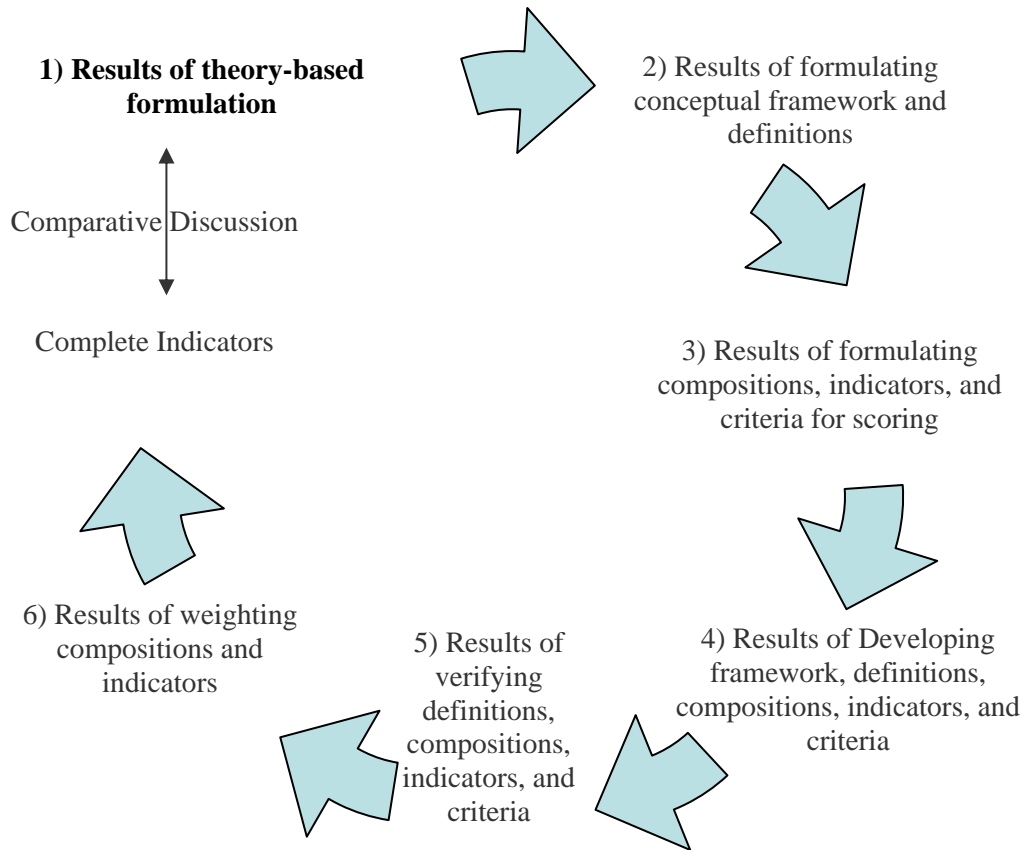 1) Results of theory-based
formulation
2) Results of formulating
conceptual framework and
definitions
Comparative Discussion
Complete Indicators
3) Results of formulating
compositions, indicators, and
criteria for scoring
4) Results of Developing
framework, definitions,
compositions, indicators, and
criteria
5) Results of
verifying
definitions,
compositions,
indicators, and
criteria
6) Results of weighting
compositions and
indicators